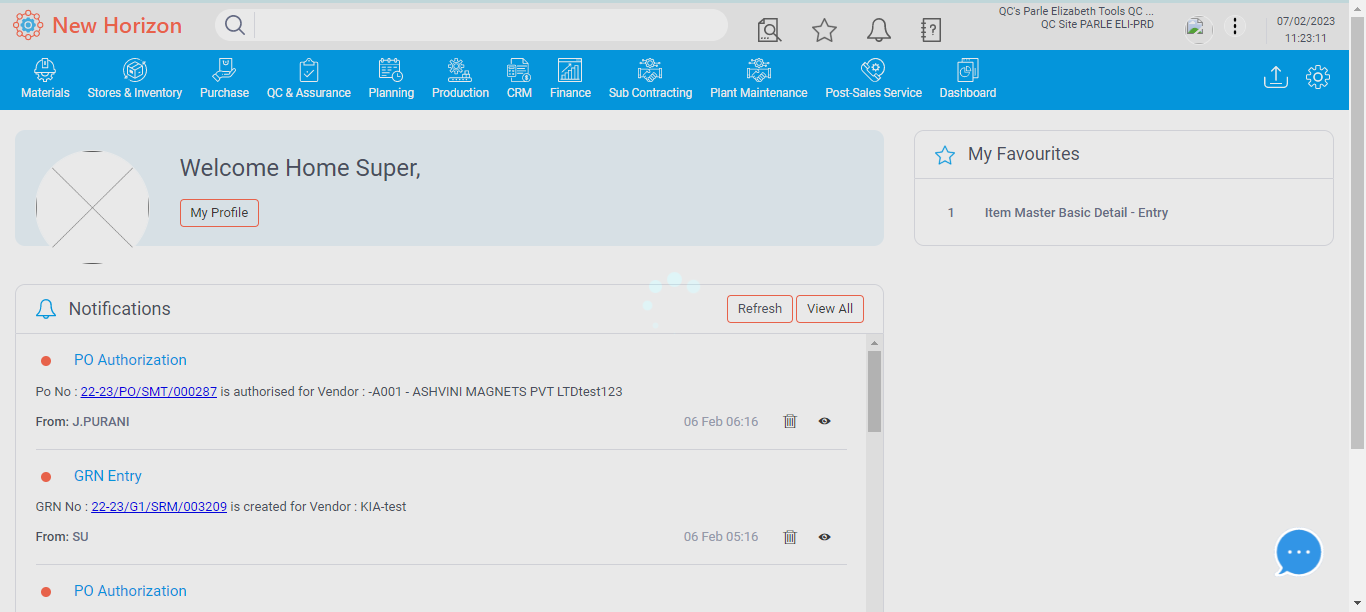 New Horizon
QC's Parle Elizabeth Tools QC ...
QC Site PARLE ELI-PRD
07/02/2023
11:23:11
Materials
Stores & Inventory
Purchase
QC & Assurance
Planning
Production
CRM
Finance
Sub Contracting
Plant Maintenance
Post-Sales Service
Dashboard
Welcome Home Super,
My Profile
My Favourites
1 Item Master Basic Detail - Entry
Notifications
Refresh
View All
PO Authorization
Po No : 22-23/PO/SMT/000287 is authorised for Vendor : -A001 - ASHVINI MAGNETS PVT LTDtest123
From: J.PURANI 06 Feb 06:16
GRN Entry
GRN No : 22-23/G1/SRM/003209 is created for Vendor : KIA-test
From: SU 06 Feb 05:16
PO Authorization